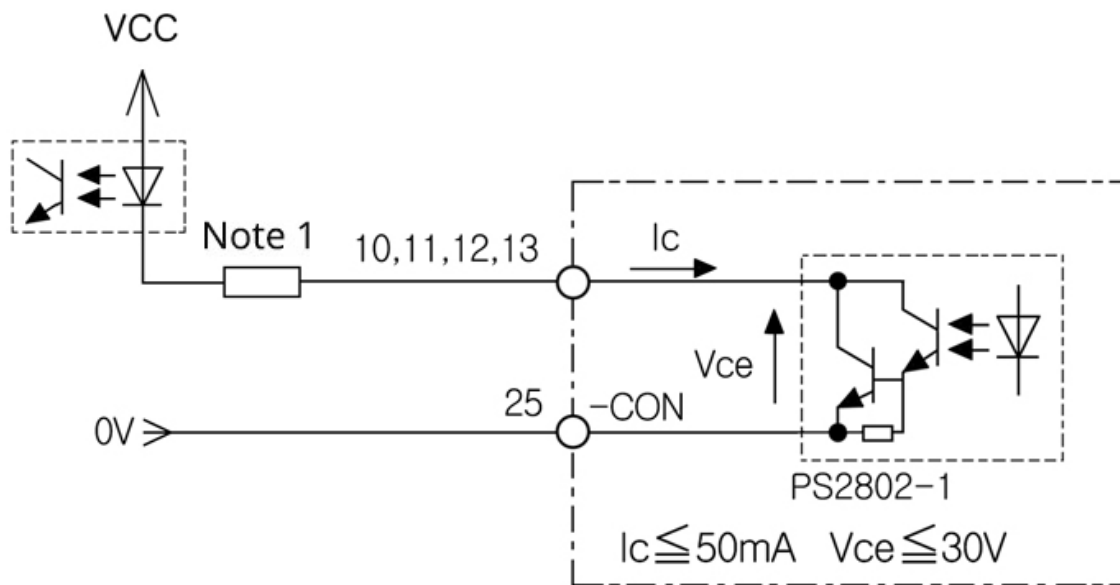 VCC
Note 1
10,11,12,13
Ic
Vce
25
-CON
0V
PS2802-1
Ic≦50mA Vce≦30V